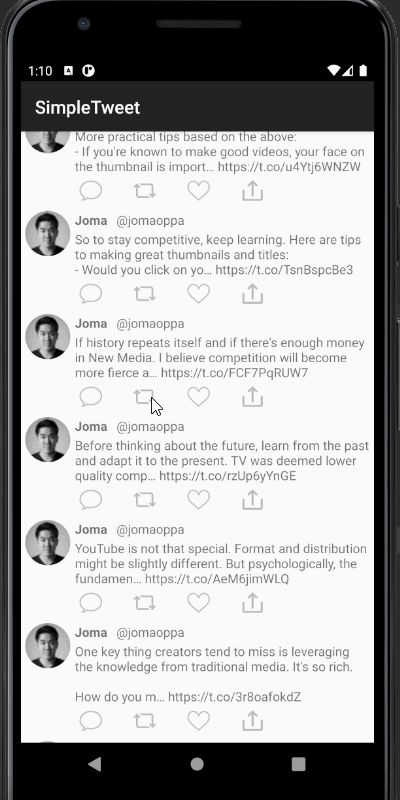 1:10
SimpleTweet
More practical tips based on the above:
- If you're known to make good videos, your face on
the thumbnail is import... https://t.co/u4Ytj6WNZW
Joma @jomaoppa
So to stay competitive, keep learning. Here are tips
to making great thumbnails and titles:
- Would you click on yo... https://t.co/TsnBspcBe3
Joma @jomaoppa
If history repeats itself and if there's enough money
in New Media. I believe competition will become
more fierce a... https://t.co/FCF7PqRUW7
Joma @jomaoppa
Before thinking about the future, learn from the past
and adapt it to the present. TV was deemed lower
quality comp... https://t.co/rzUp6yYnGE
Joma @jomaoppa
YouTube is not that special. Format and distribution
might be slightly different. But psychologically, the
fundamen... https://t.co/AeM6jimWLQ
Joma @jomaoppa
One key thing creators tend to miss is leveraging
the knowledge from traditional media. It's so rich.
How do you m... https://t.co/3r8oafokdZ